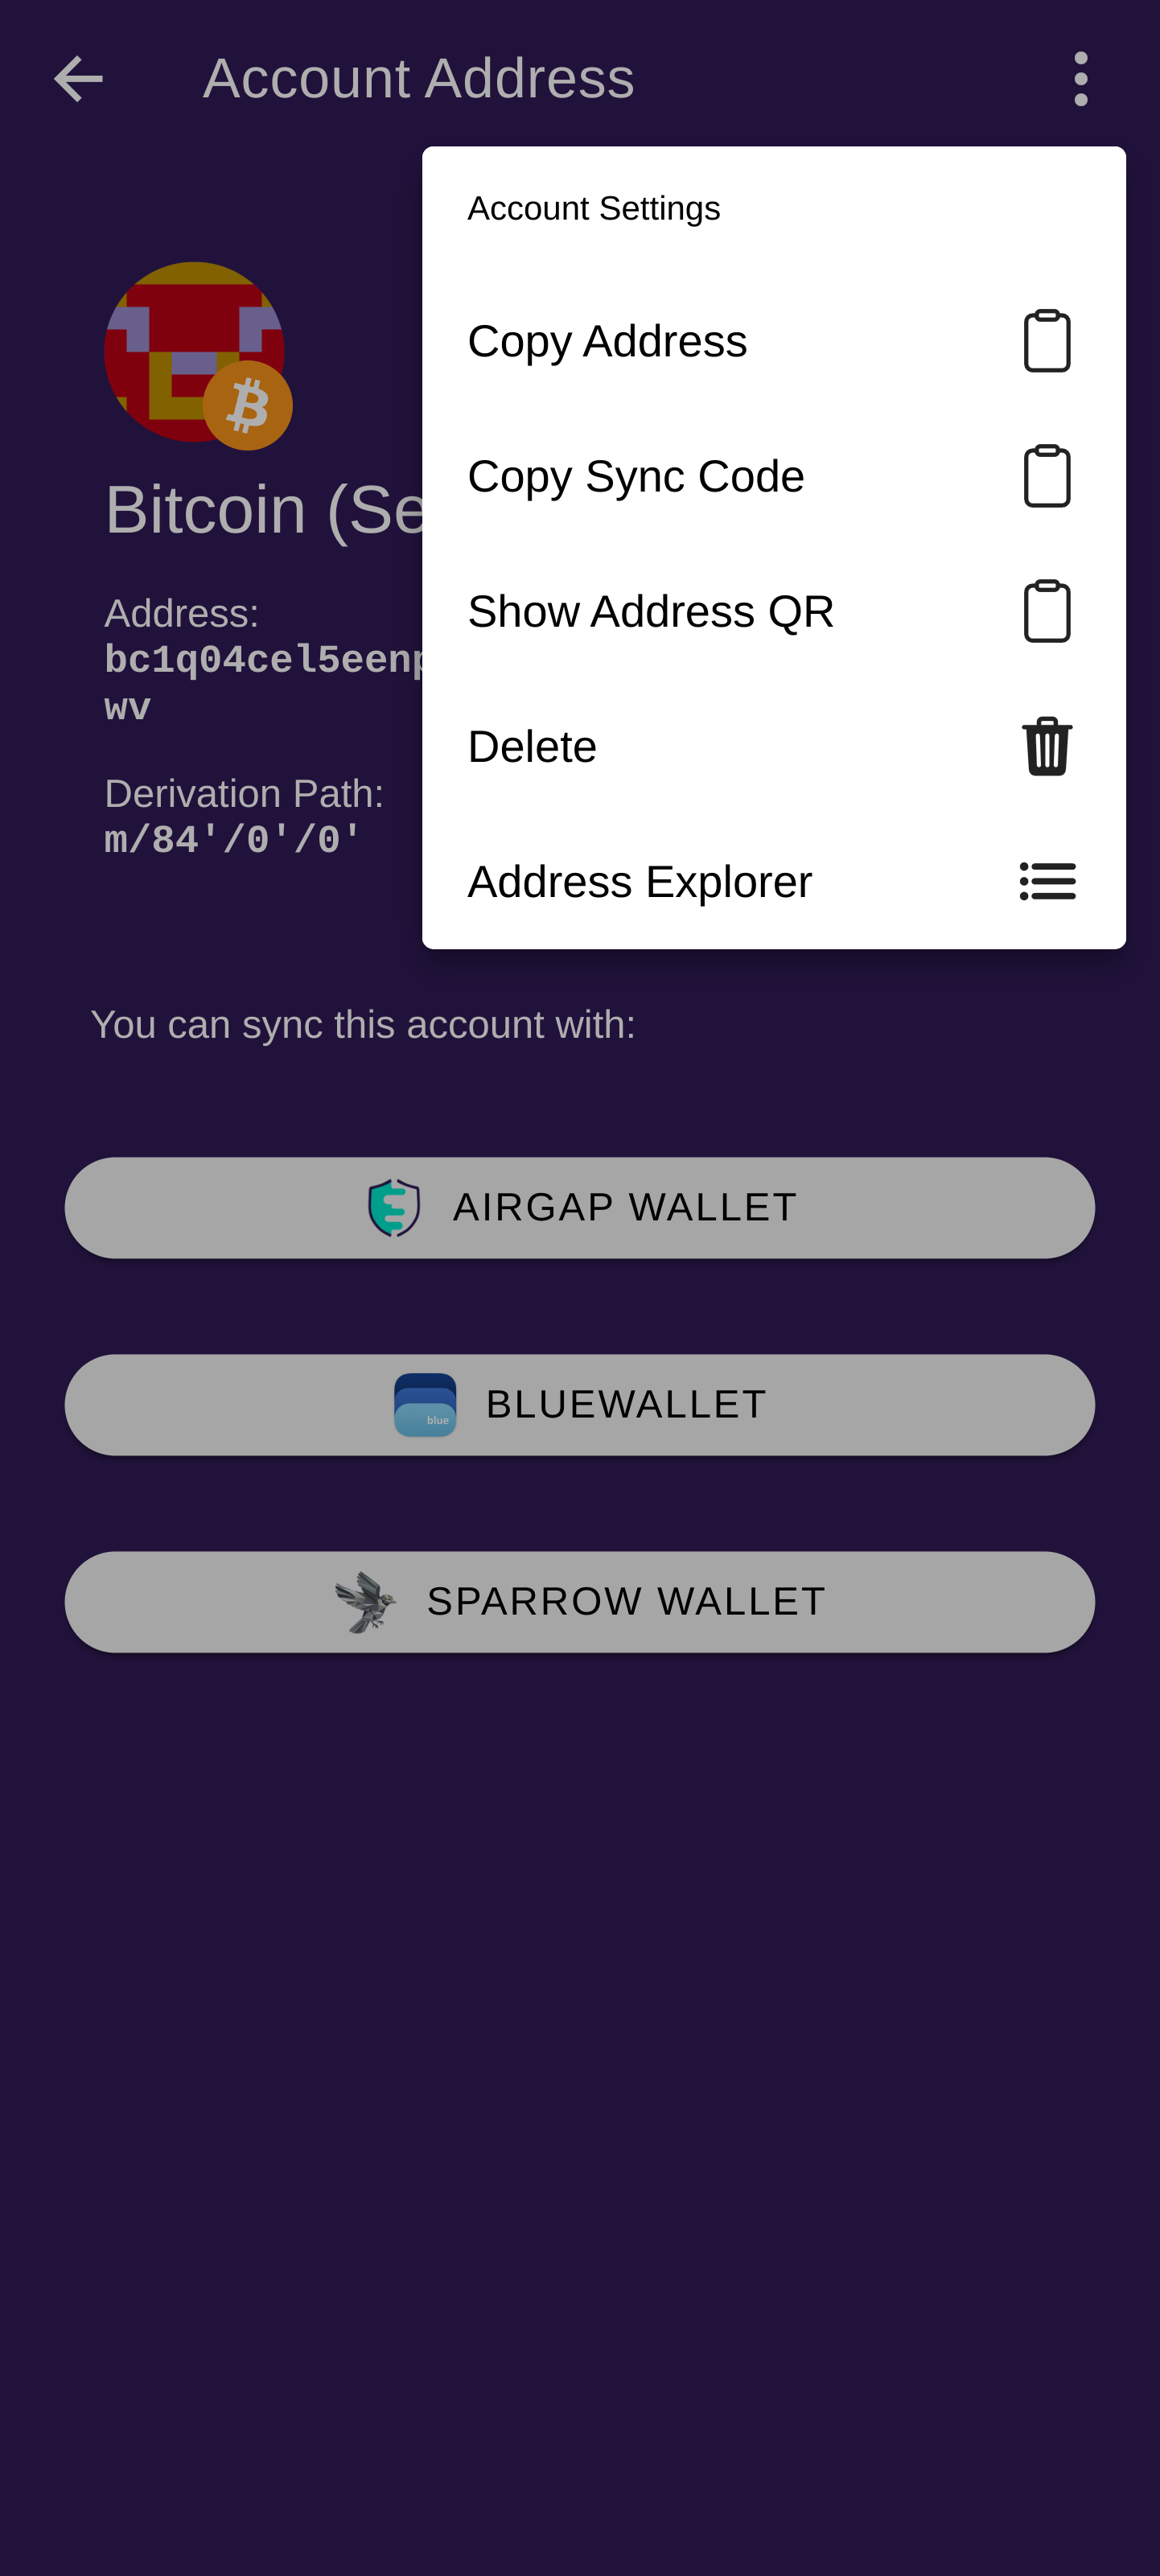 Account Address
Account Settings
Copy Address
Copy Sync Code
Show Address QR
Delete
Address Explorer
Bitcoin (Se
Address:
bc1q04cel5eenp
wv
Derivation Path:
m/84'/0'/0'
You can sync this account with:
AIRGAP WALLET
blue BLUEWALLET
SPARROW WALLET